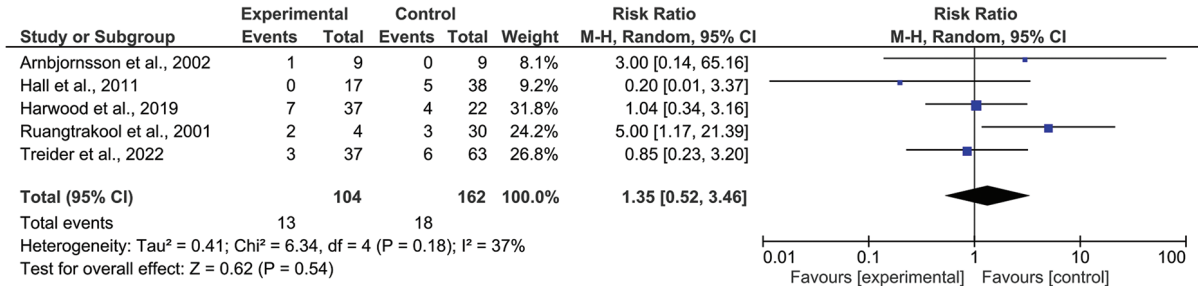 Experimental Control Risk Ratio Risk Ratio
Study or Subgroup Events Total Events Total Weight M-H, Random, 95% CI M-H, Random, 95% CI
Arnbjornsson et al., 2002 1 9 0 9 8.1% 3.00 [0.14, 65.16]
Hall et al., 2011 0 17 5 38 9.2% 0.20 [0.01, 3.37]
Harwood et al., 2019 7 37 4 22 31.8% 1.04 [0.34, 3.16]
Ruangtrakool et al., 2001 2 4 3 30 24.2% 5.00 [1.17, 21.39]
Treider et al., 2022 3 37 6 63 26.8% 0.85 [0.23, 3.20]
Total (95% CI) 104 162 100.0% 1.35 [0.52, 3.46]
Total events 13 18
Heterogeneity: Tau² = 0.41; Chi² = 6.34, df = 4 (P = 0.18); I² = 37%
Test for overall effect: Z = 0.62 (P = 0.54)
0.01 0.1 1 10 100
Favours [experimental] Favours [control]